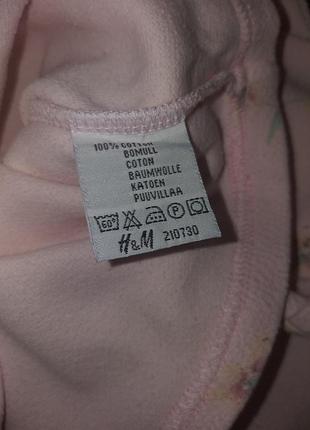 100% COTTON
BOMULL
COTON
BAUMWOLLE
KATOEN
PUUVILLAA
60° P
H&M 210730